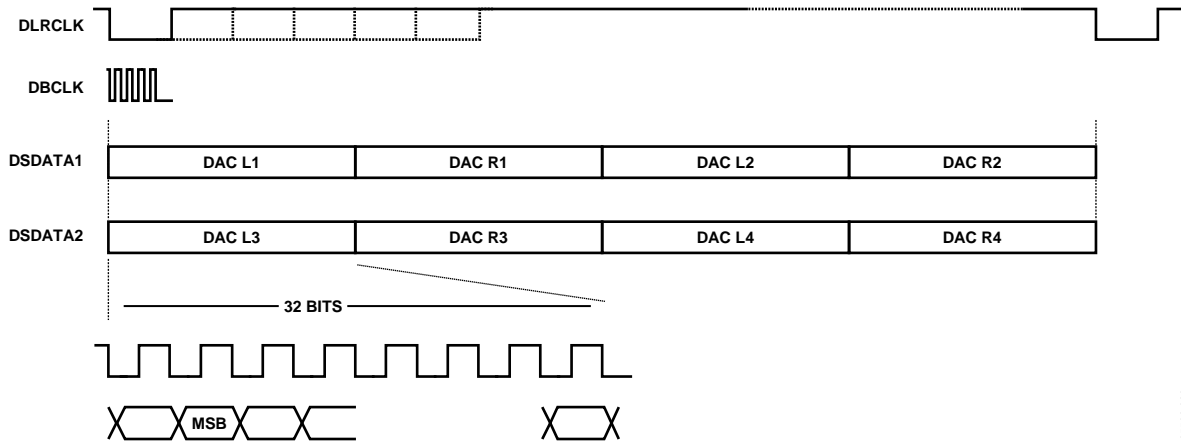 DLRCLK
DBCLK
DSDATA1 DAC L1 DAC R1 DAC L2 DAC R2
DSDATA2 DAC L3 DAC R3 DAC L4 DAC R4
32 BITS
MSB